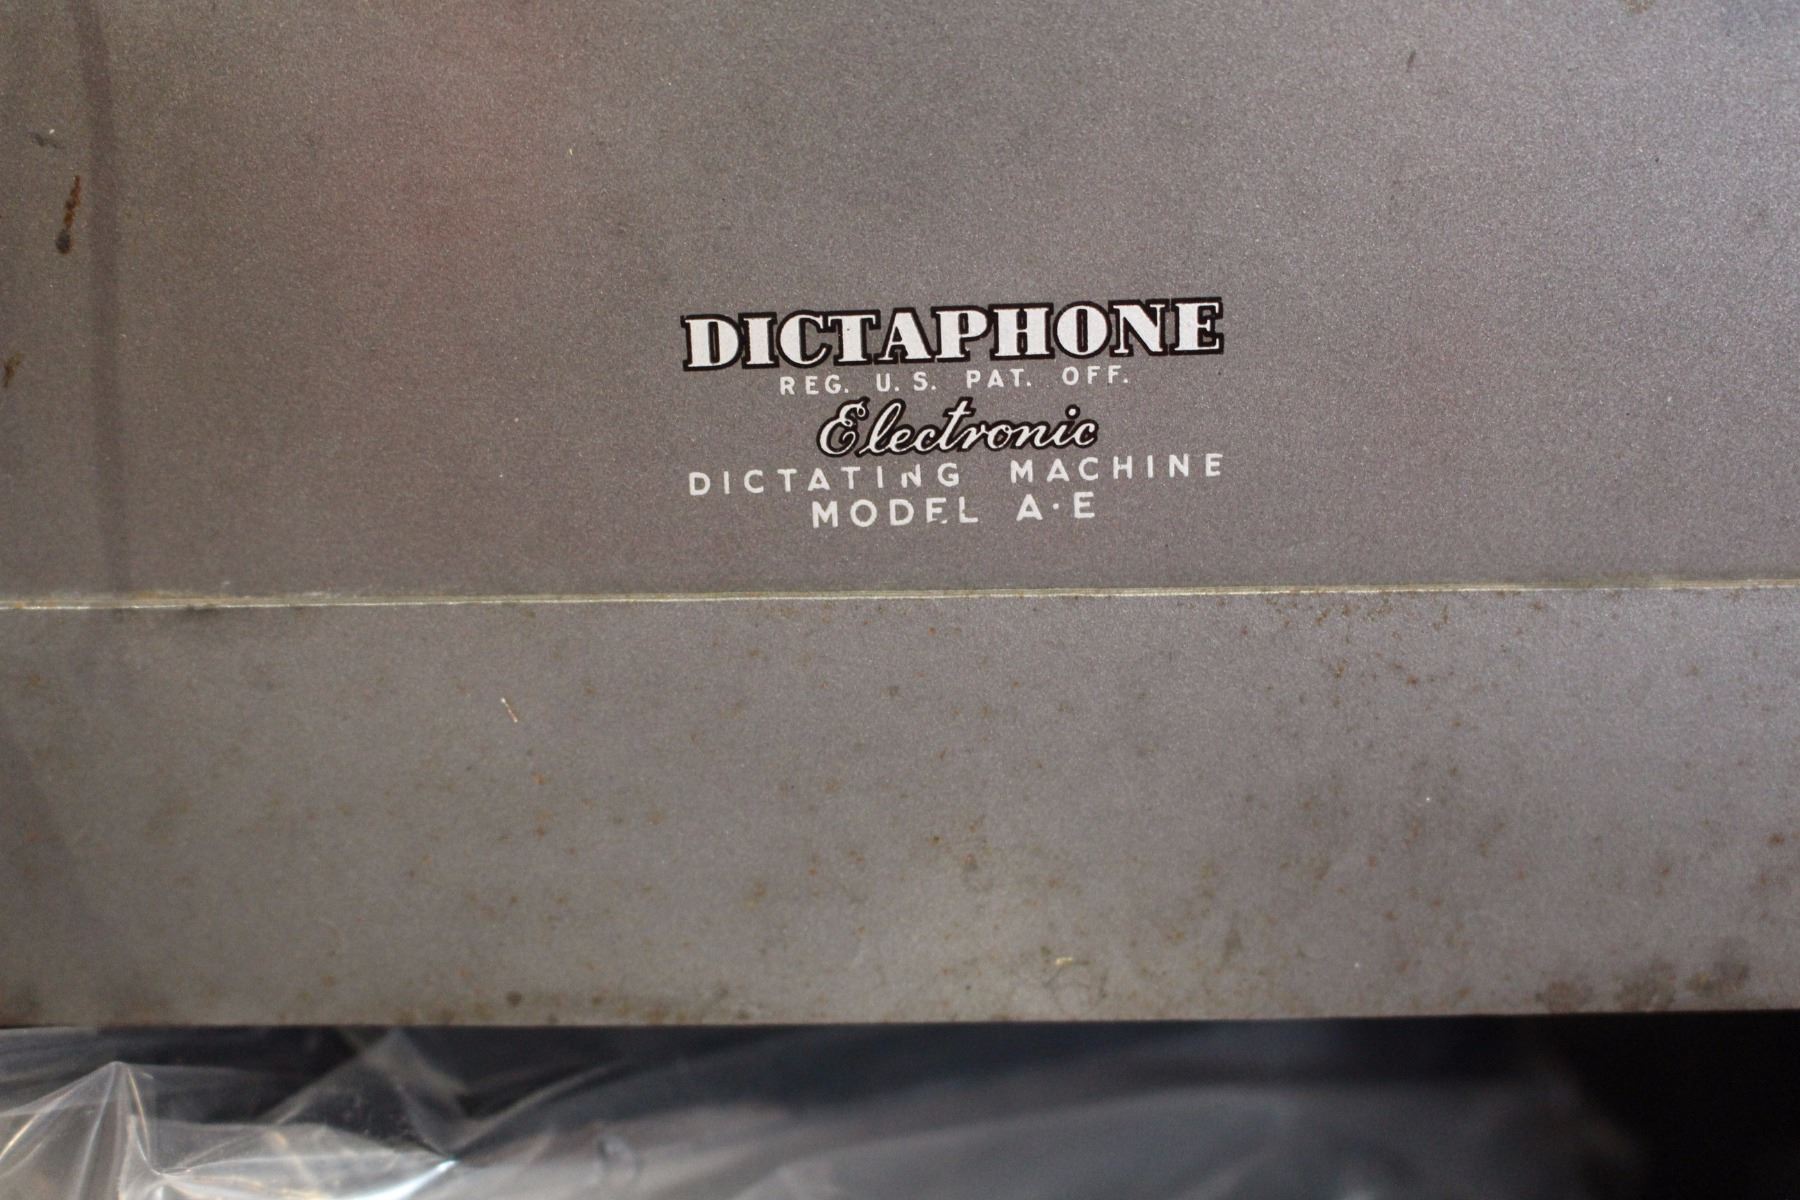 DICTAPHONE
REG. U.S. PAT. OFF.
Electronic
DICTATING MACHINE
MODEL A·E